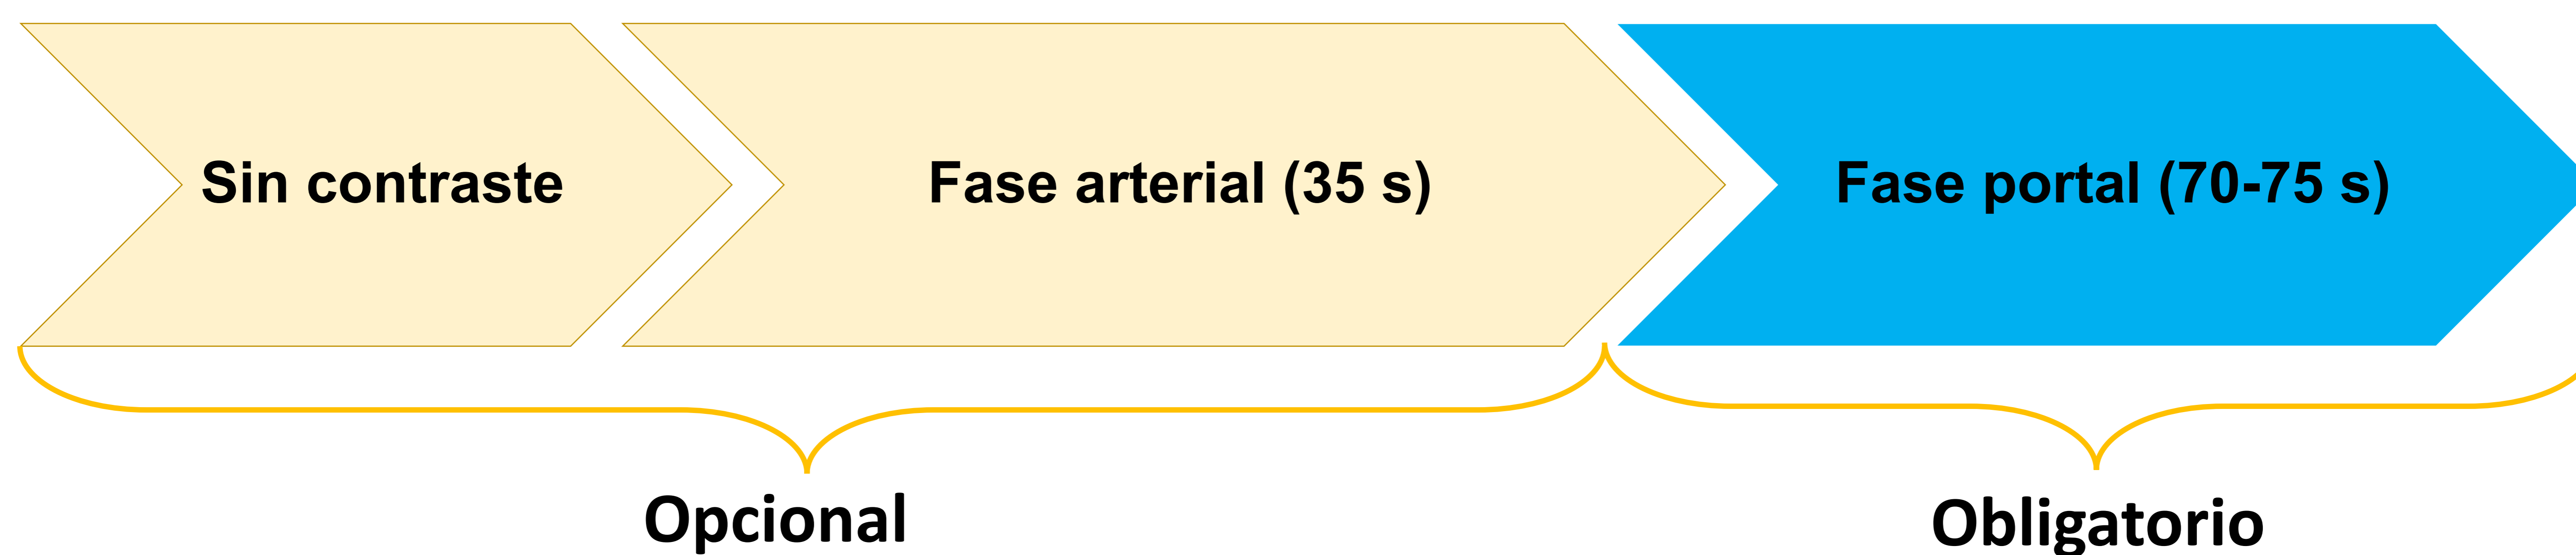 Sin contraste
Fase arterial (35 s)
Fase portal (70-75 s)
Opcional
Obligatorio